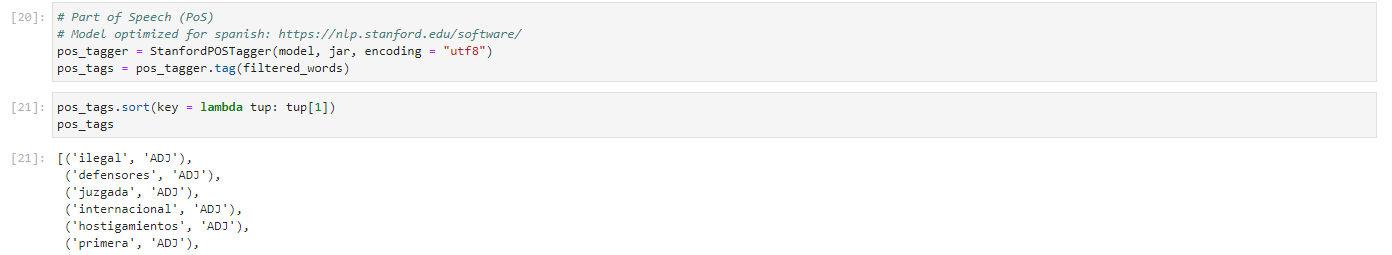 [20]: # Part of Speech (PoS)
# Model optimized for spanish: https://nlp.stanford.edu/software/
pos_tagger = StanfordPOSTagger(model, jar, encoding = "utf8")
pos_tags = pos_tagger.tag(filtered_words)
[21]: pos_tags.sort(key = lambda tup: tup[1])
pos_tags
[21]: [('ilegal', 'ADJ'),
('defensores', 'ADJ'),
('juzgada', 'ADJ'),
('internacional', 'ADJ'),
('hostigamientos', 'ADJ'),
('primera', 'ADJ'),